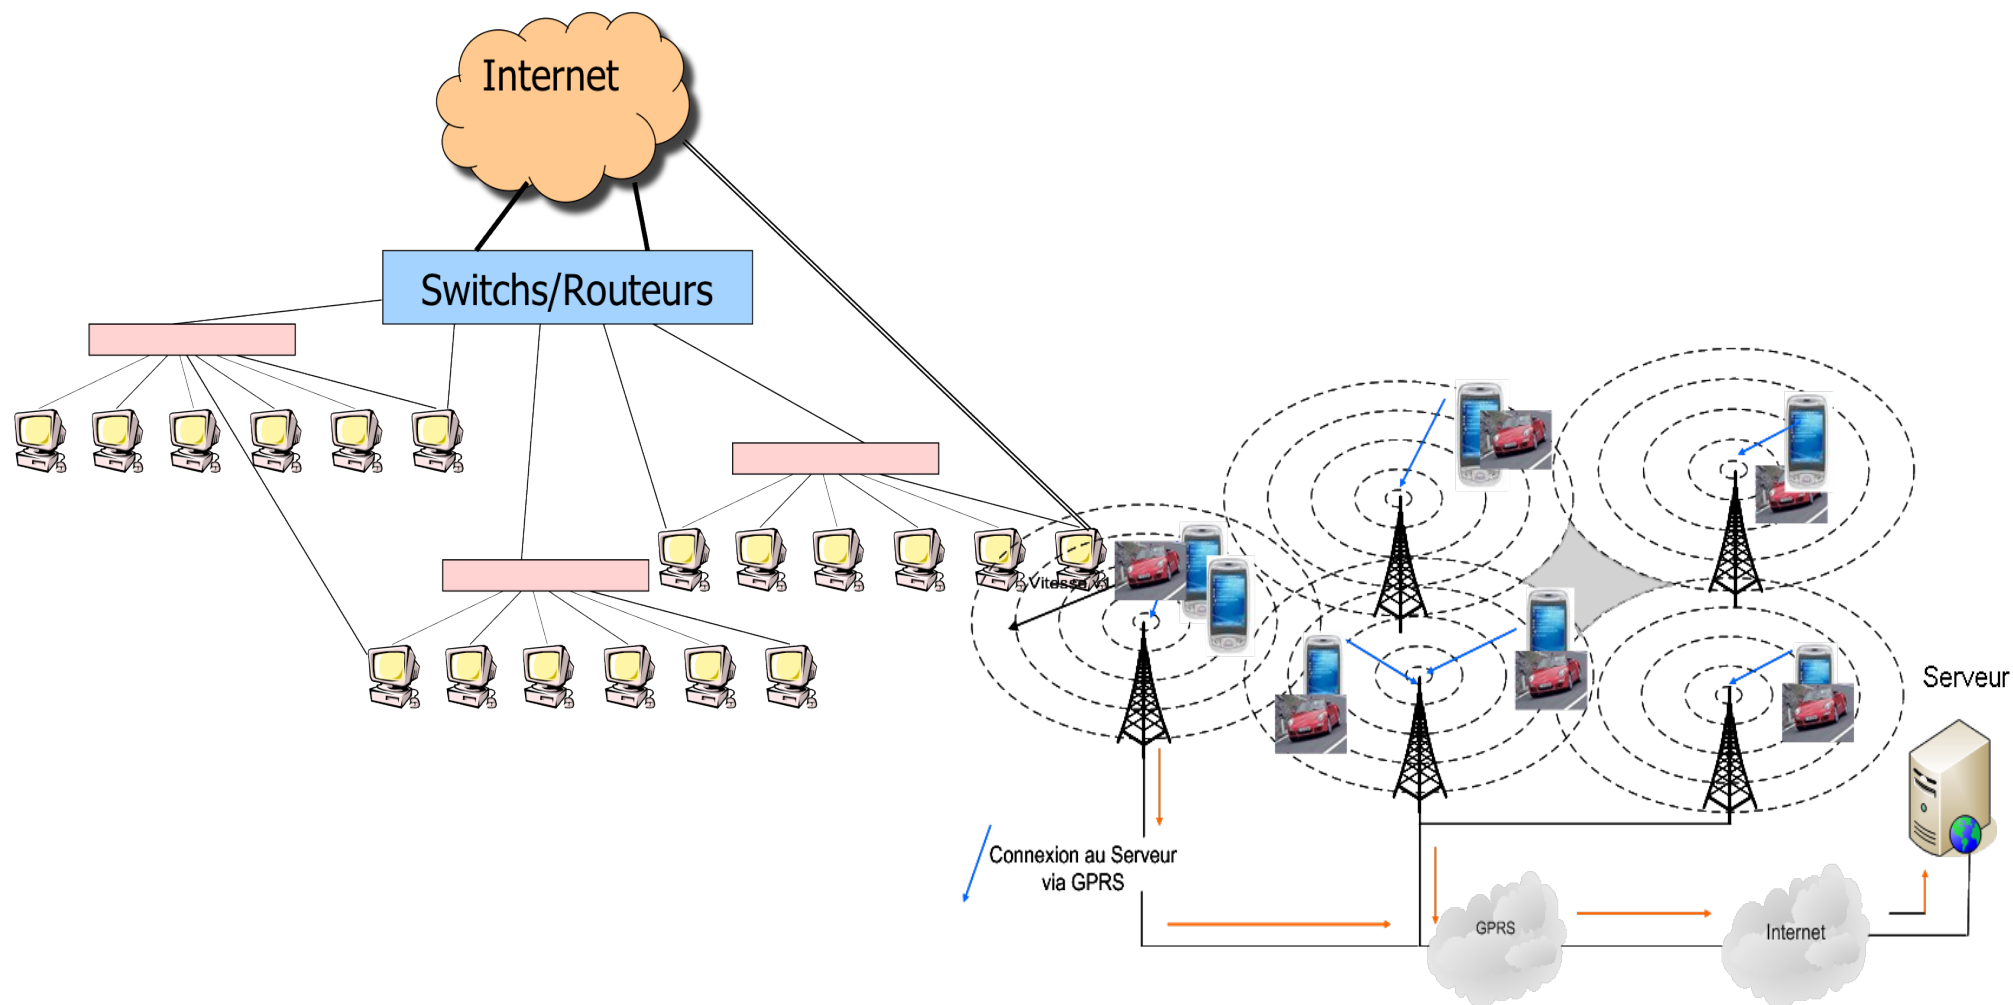 Internet
Switchs/Routeurs
Vitesse v1
Serveur
Connexion au Serveur
via GPRS
GPRS
Internet